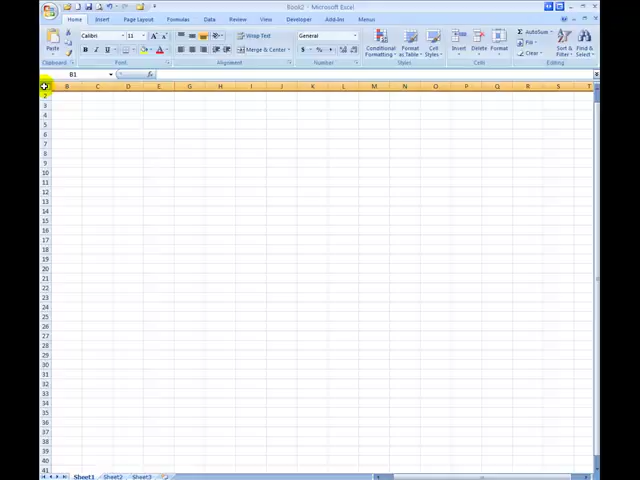 Book2 - Microsoft Excel
Home Insert Page Layout Formulas Data Review View Developer Add-Ins Menus
Paste
Calibri 11 A A
Wrap Text
General
Conditional Formatting
Format as Table
Cell Styles
Insert Delete Format
AutoSum
Fill
Clear
Sort & Filter
Find & Select
B I U
Merge & Center
$ % ,
Clipboard Font Alignment Number Styles Cells Editing
B1
B C D E G H I J K L M N O P Q R S T
2
3
4
5
6
7
8
9
10
11
12
13
14
15
16
17
18
19
20
21
22
23
24
25
26
27
28
29
30
31
32
33
34
35
36
37
38
39
40
41
Sheet1 Sheet2 Sheet3